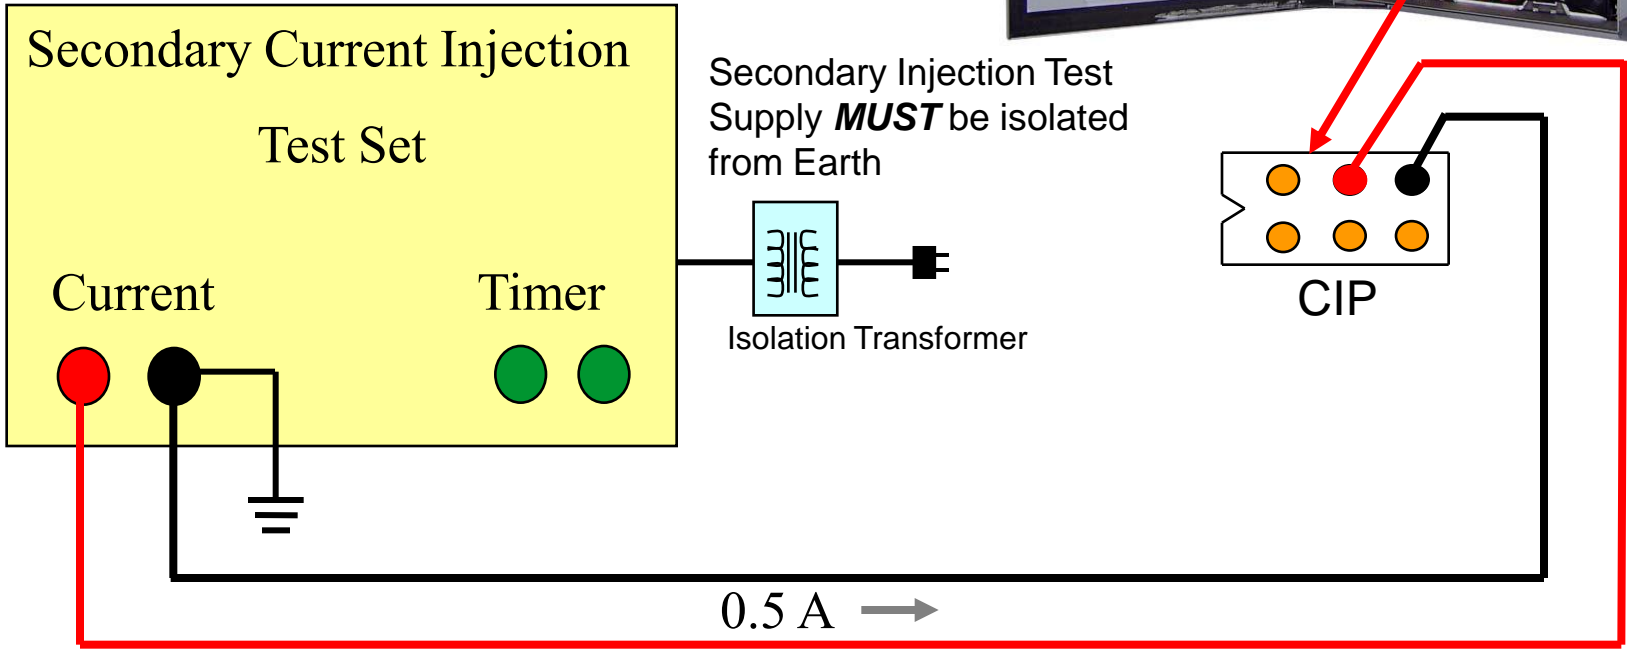 Secondary Current Injection
Test Set
Secondary Injection Test
Supply MUST be isolated
from Earth
Current
Timer
Isolation Transformer
CIP
0.5 A